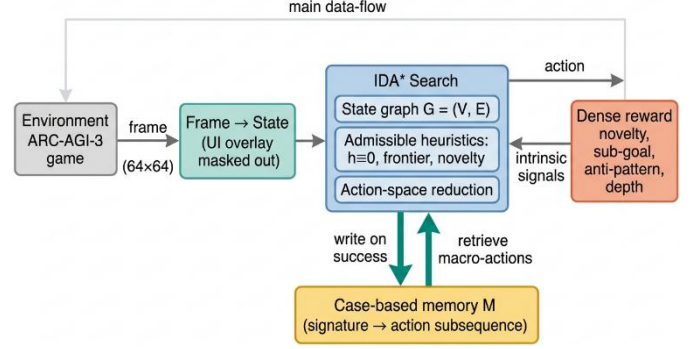 main data-flow
Environment
ARC-AGI-3
game
frame
(64×64)
Frame → State
(UI overlay
masked out)
IDA* Search
State graph G = (V, E)
Admissible heuristics:
h≡0, frontier, novelty
Action-space reduction
action
Dense reward
novelty,
sub-goal,
anti-pattern,
depth
intrinsic
signals
write on
success
retrieve
macro-actions
Case-based memory M
(signature → action subsequence)